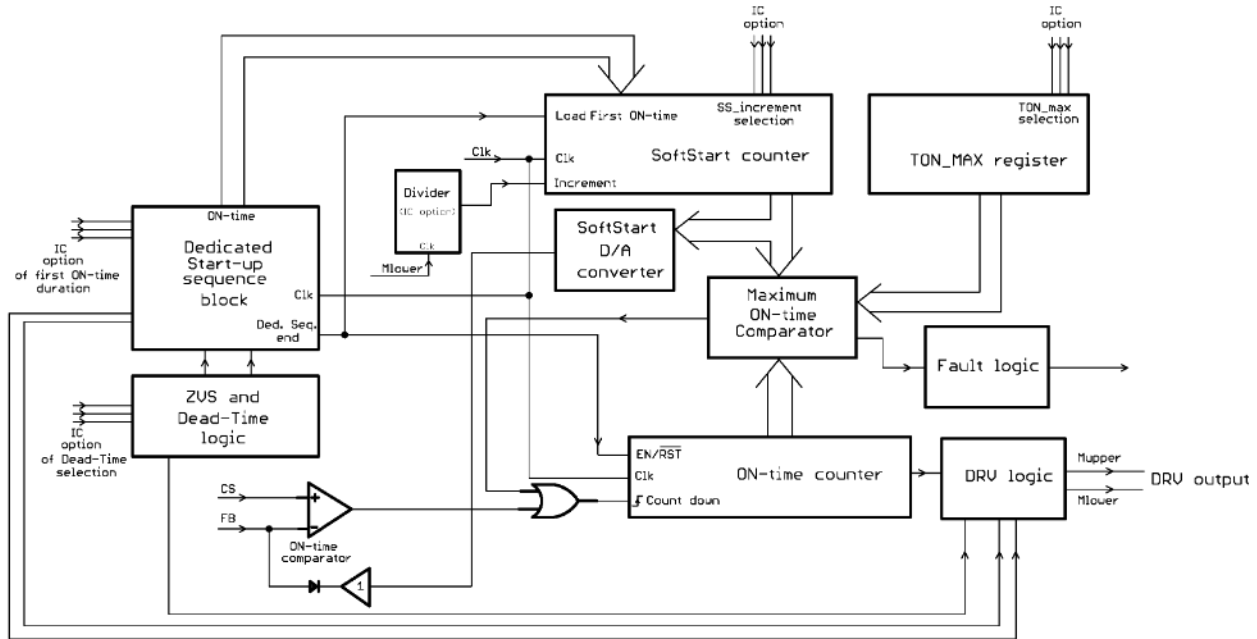 IC
option
IC
option
SS_increment
selection
Load First ON-time
SoftStart counter
Clk
Clk
Increment
TON_max
selection
TON_MAX register
Divider
(IC option)
Clk
Mlower
SoftStart
D/A
converter
ON-time
Dedicated
Start-up
sequence
block
Clk
Ded. Seq.
end
IC
option
of first ON-time
duration
Maximum
ON-time
Comparator
Fault logic
ZVS and
Dead-Time
logic
IC
option
of Dead-Time
selection
EN/RST
Clk
Count down
ON-time counter
DRV logic
Mupper
Mlower
DRV output
CS
+
FB
-
ON-time
comparator
1